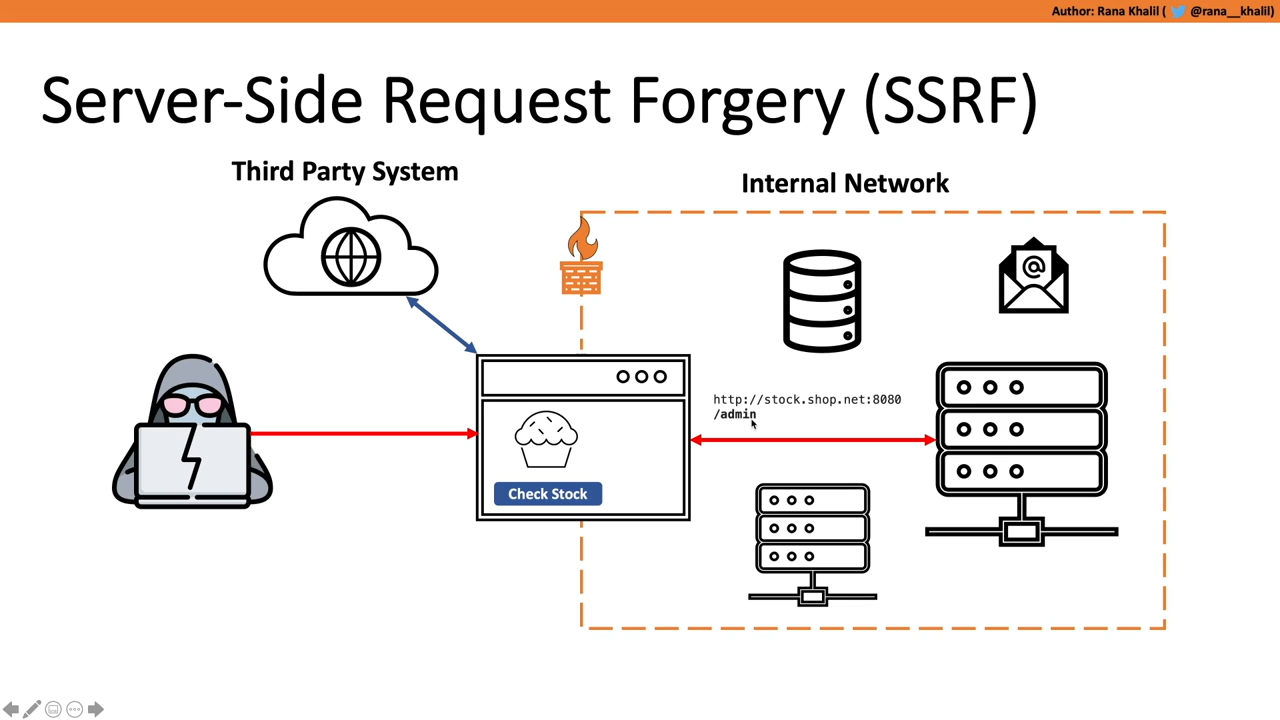 Author: Rana Khalil ( @rana__khalil)
Server-Side Request Forgery (SSRF)
Third Party System
Internal Network
http://stock.shop.net:8080
/admin
Check Stock